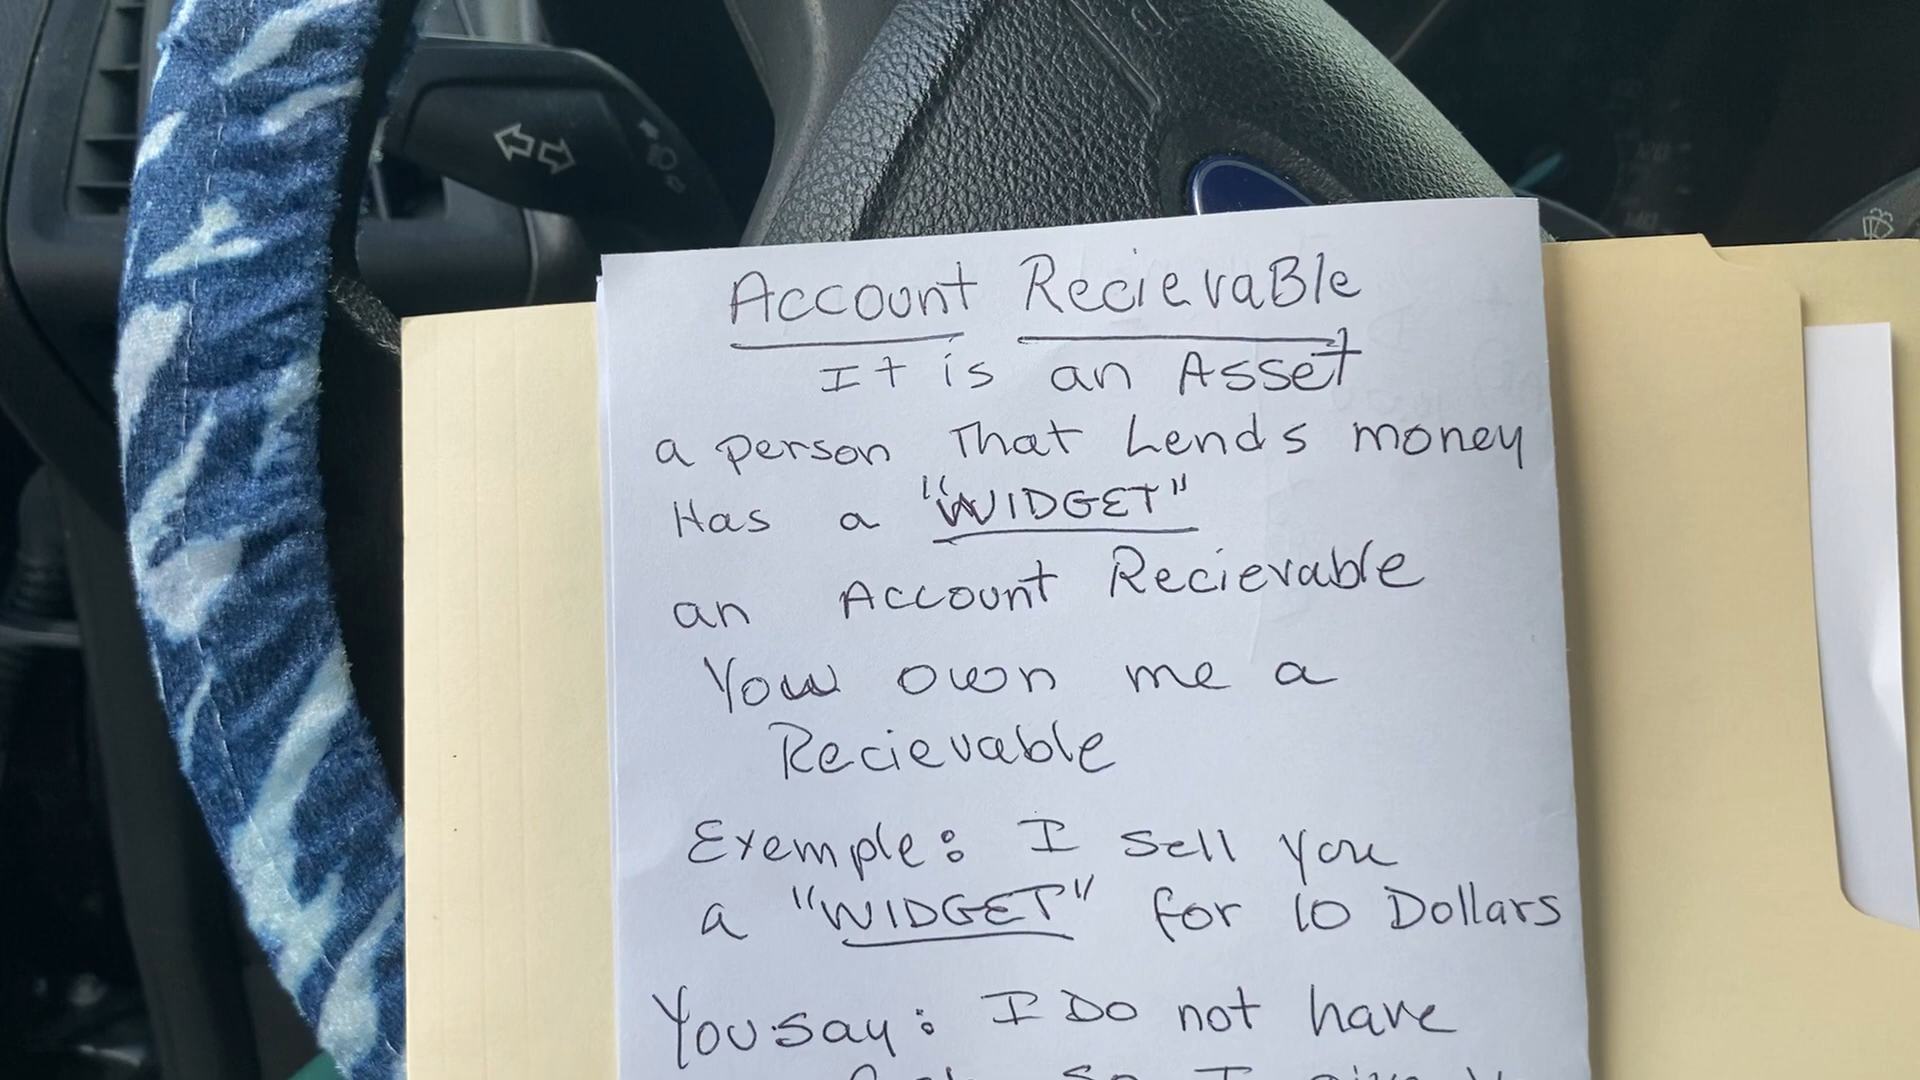 Account RecievaBle
It is an Asset
a person That Lends money
Has a "WIDGET"
an Account Recievable
You own me a
Recievable
Exemple: I sell you
a "WIDGET" for 10 Dollars
You say: I Do not have